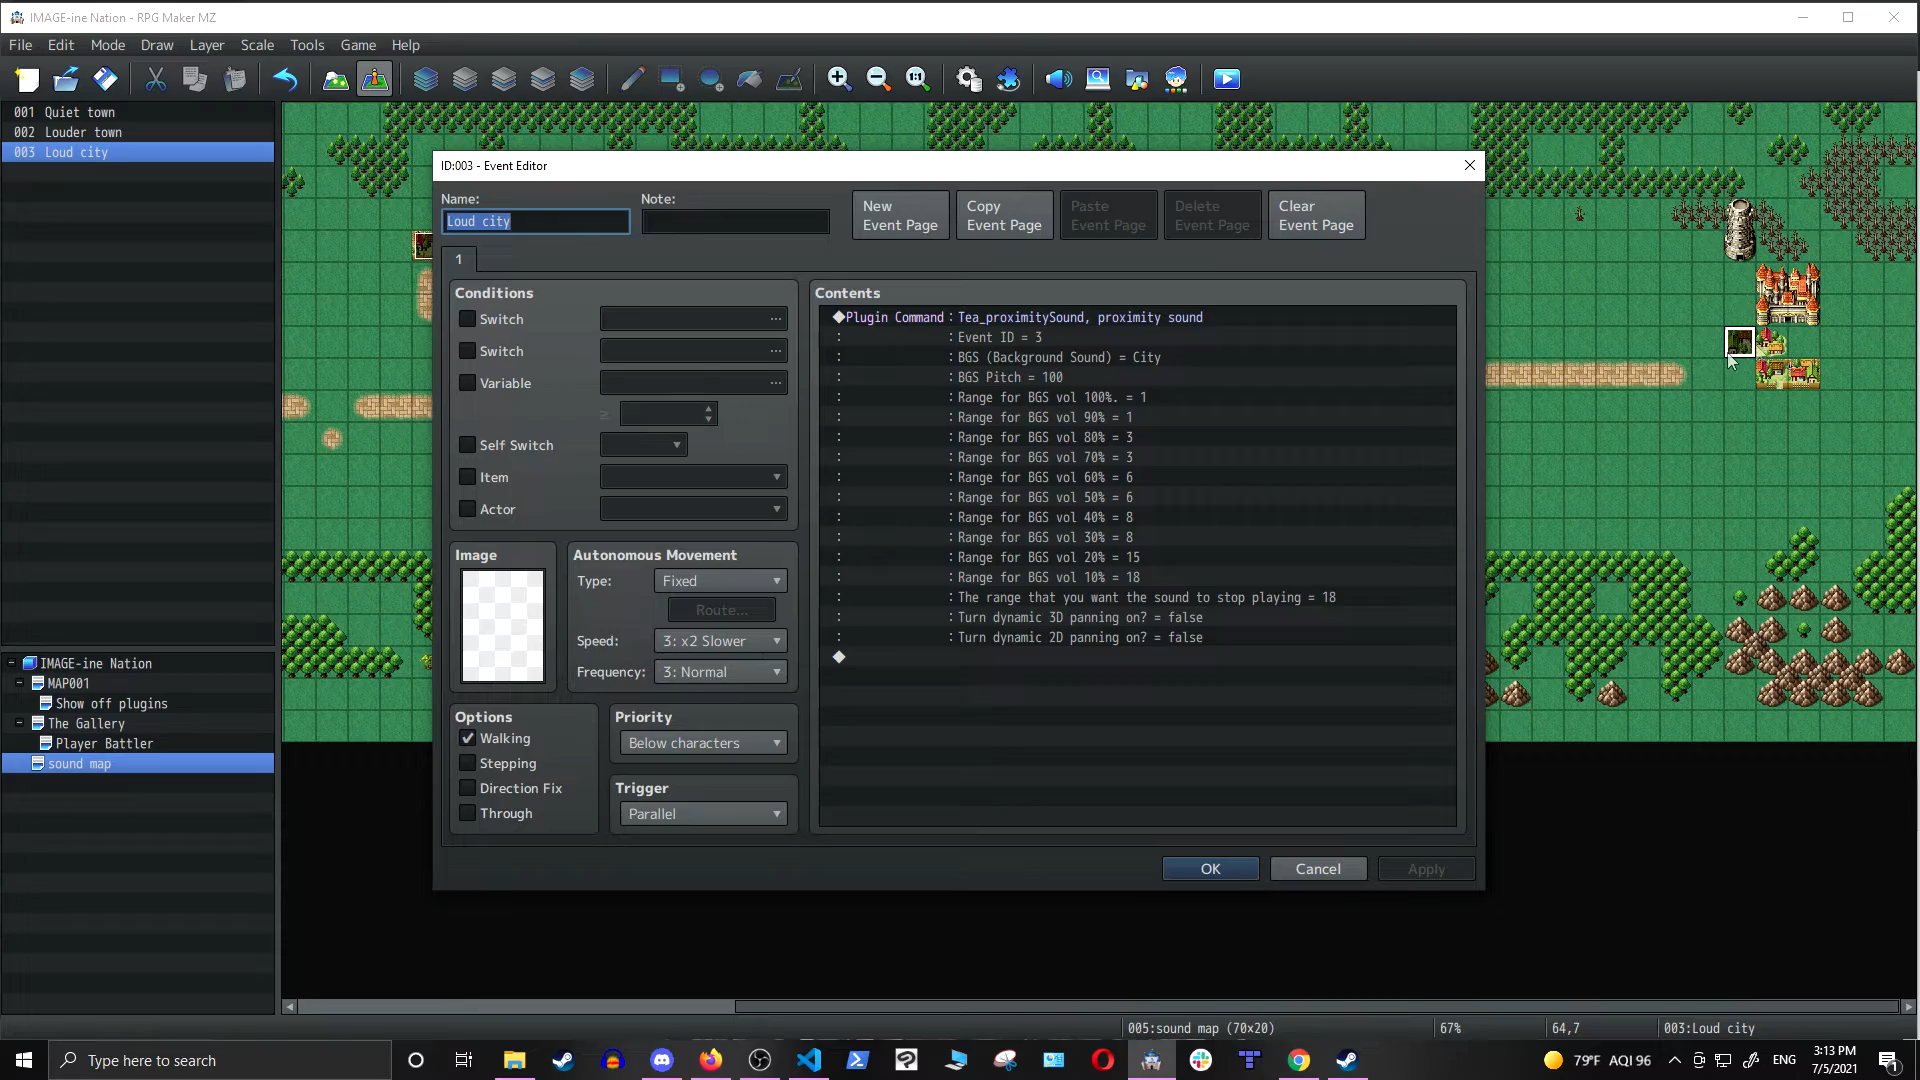 IMAGE-ine Nation - RPG Maker MZ
File Edit Mode Draw Layer Scale Tools Game Help
001 Quiet town
002 Louder town
003 Loud city
ID:003 - Event Editor
Name:
Note:
Loud city
New Event Page
Copy Event Page
Paste Event Page
Delete Event Page
Clear Event Page
1
Conditions
Switch
Switch
Variable
≥
Self Switch
Item
Actor
Image
Autonomous Movement
Type: Fixed
Route...
Speed: 3: x2 Slower
Frequency: 3: Normal
Options
Walking
Stepping
Direction Fix
Through
Priority
Below characters
Trigger
Parallel
Contents
◆Plugin Command：Tea_proximitySound, proximity sound
：　：Event ID = 3
：　：BGS (Background Sound) = City
：　：BGS Pitch = 100
：　：Range for BGS vol 100%. = 1
：　：Range for BGS vol 90% = 1
：　：Range for BGS vol 80% = 3
：　：Range for BGS vol 70% = 3
：　：Range for BGS vol 60% = 6
：　：Range for BGS vol 50% = 6
：　：Range for BGS vol 40% = 8
：　：Range for BGS vol 30% = 8
：　：Range for BGS vol 20% = 15
：　：Range for BGS vol 10% = 18
：　：The range that you want the sound to stop playing = 18
：　：Turn dynamic 3D panning on? = false
：　：Turn dynamic 2D panning on? = false
◆
OK
Cancel
Apply
IMAGE-ine Nation
MAP001
Show off plugins
The Gallery
Player Battler
sound map
005:sound map (70x20)
67%
64,7
003:Loud city
Type here to search
79°F AQI 96
ENG
3:13 PM
7/5/2021
1